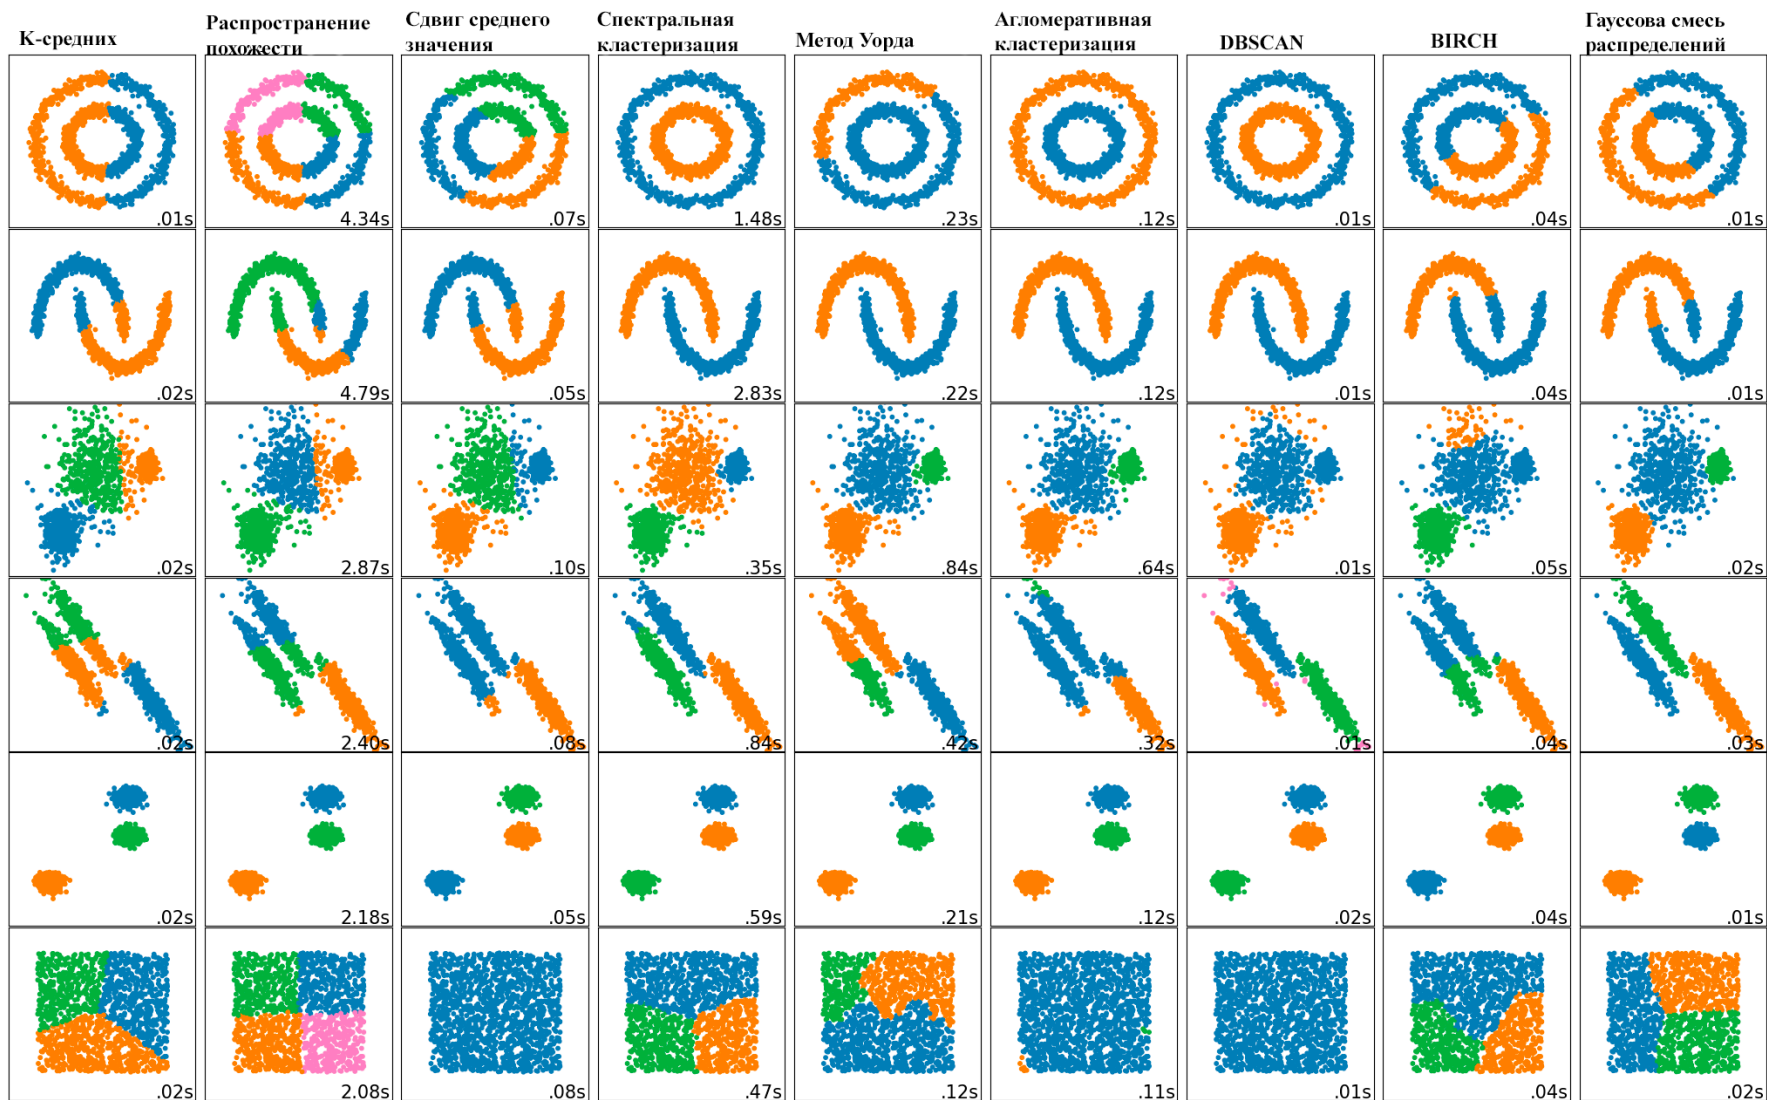 К-средних
Распространение
похожести
Сдвиг среднего
значения
Спектральная
кластеризация
Метод Уорда
Агломеративная
кластеризация
DBSCAN
BIRCH
Гауссова смесь
распределений
.01s
4.34s
.07s
1.48s
.23s
.12s
.01s
.04s
.01s
.02s
4.79s
.05s
2.83s
.22s
.12s
.01s
.04s
.01s
.02s
2.87s
.10s
.35s
.84s
.64s
.01s
.05s
.02s
.02s
2.40s
.08s
.84s
.42s
.32s
.01s
.04s
.03s
.02s
2.18s
.05s
.59s
.21s
.12s
.02s
.04s
.01s
.02s
2.08s
.08s
.47s
.12s
.11s
.01s
.04s
.02s